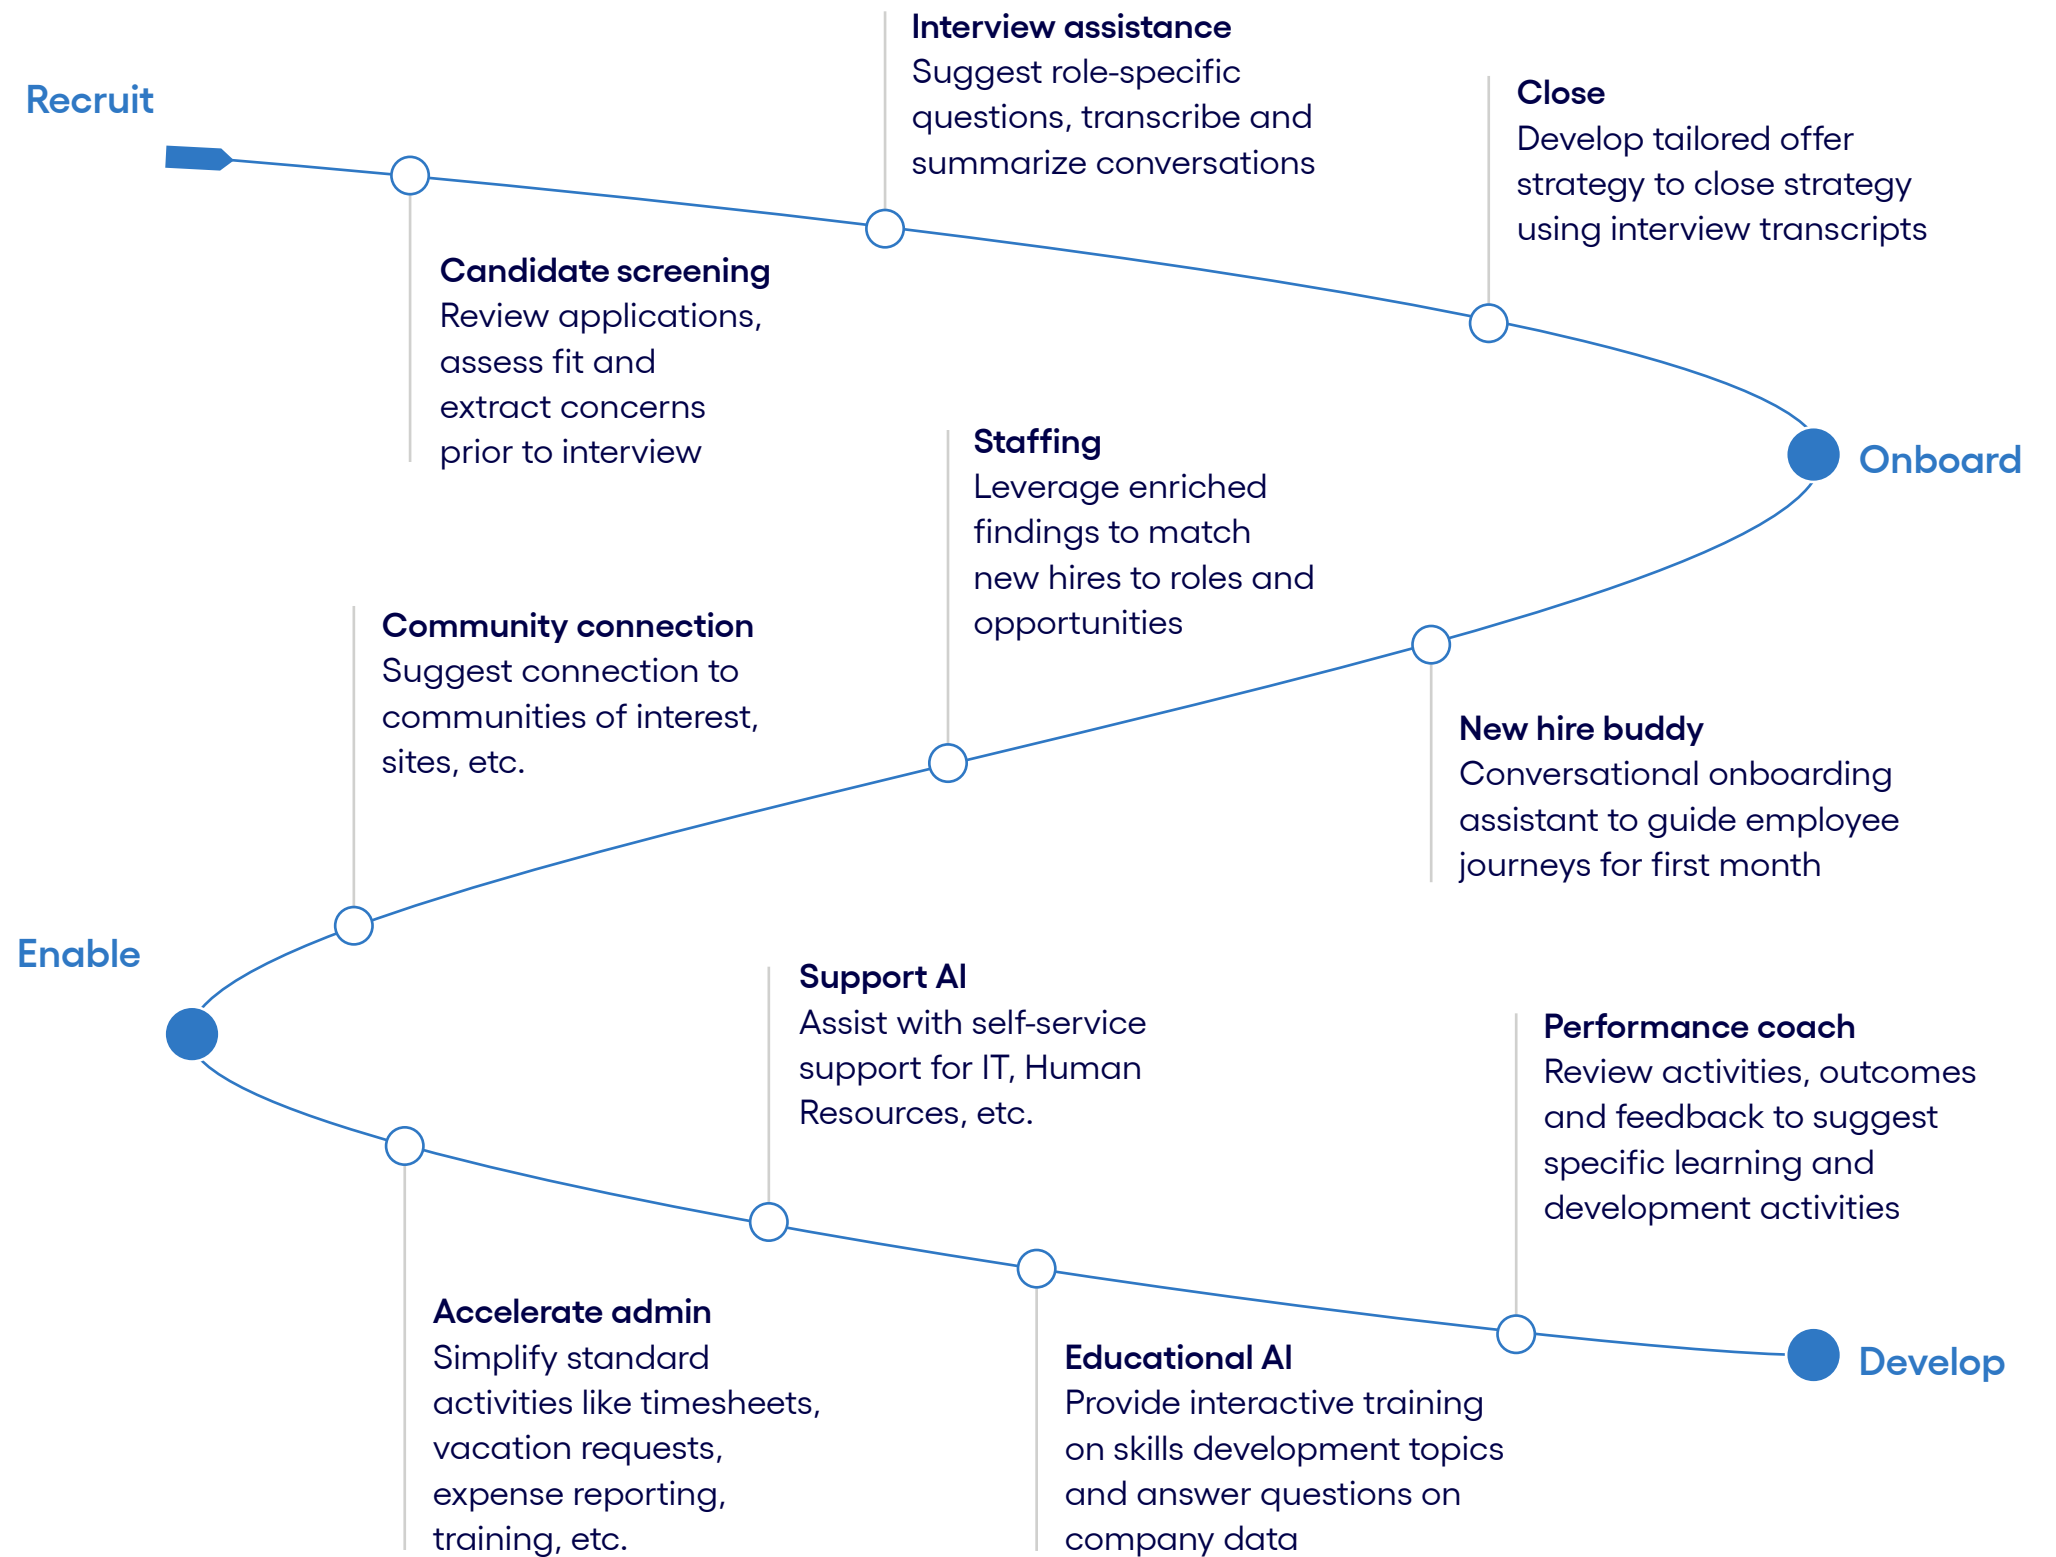 Recruit
Interview assistance
Suggest role-specific
questions, transcribe and
summarize conversations
Close
Develop tailored offer
strategy to close strategy
using interview transcripts
Candidate screening
Review applications,
assess fit and
extract concerns
prior to interview
Onboard
Staffing
Leverage enriched
findings to match
new hires to roles and
opportunities
Community connection
Suggest connection to
communities of interest,
sites, etc.
New hire buddy
Conversational onboarding
assistant to guide employee
journeys for first month
Enable
Support AI
Assist with self-service
support for IT, Human
Resources, etc.
Performance coach
Review activities, outcomes
and feedback to suggest
specific learning and
development activities
Accelerate admin
Simplify standard
activities like timesheets,
vacation requests,
expense reporting,
training, etc.
Educational AI
Provide interactive training
on skills development topics
and answer questions on
company data
Develop